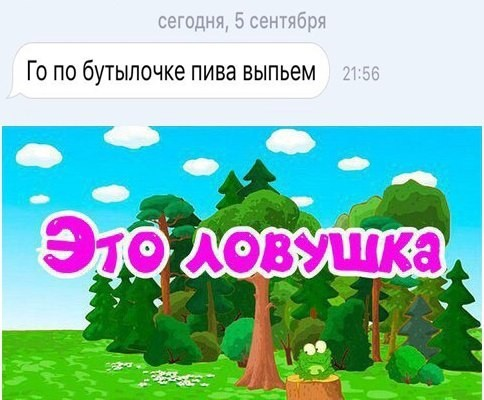 сегодня, 5 сентября
Го по бутылочке пива выпьем
21:56
Это ловушка